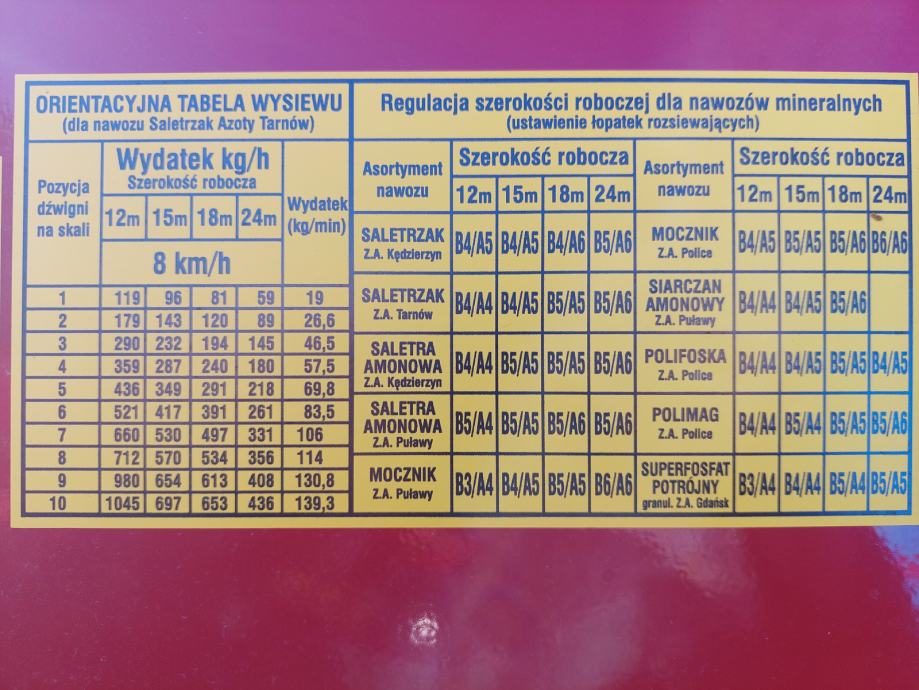 ORIENTACYJNA TABELA WYSIEWU
(dla nawozu Saletrzak Azoty Tarnów)
Pozycja dźwigni na skali
Wydatek kg/h
Szerokość robocza
12m 15m 18m 24m
8 km/h
Wydatek (kg/min)
1 119 96 81 59 19
2 179 143 120 89 26,6
3 290 232 194 145 46,5
4 359 287 240 180 57,5
5 436 349 291 218 69,8
6 521 417 391 261 83,5
7 660 530 497 331 106
8 712 570 534 356 114
9 980 654 613 408 130,8
10 1045 697 653 436 139,3
Regulacja szerokości roboczej dla nawozów mineralnych
(ustawienie łopatek rozsiewających)
Asortyment nawozu
Szerokość robocza
12m 15m 18m 24m
SALETRZAK
Z.A. Kędzierzyn
B4/A5 B4/A5 B4/A6 B5/A6
SALETRZAK
Z.A. Tarnów
B4/A4 B4/A5 B5/A5 B5/A6
SALETRA
AMONOWA
Z.A. Kędzierzyn
B4/A4 B5/A5 B5/A5 B5/A6
SALETRA
AMONOWA
Z.A. Puławy
B5/A4 B5/A5 B5/A6 B5/A6
MOCZNIK
Z.A. Puławy
B3/A4 B4/A5 B5/A5 B6/A6
Asortyment nawozu
Szerokość robocza
12m 15m 18m 24m
MOCZNIK
Z.A. Police
B4/A5 B5/A5 B5/A6 B6/A6
SIARCZAN
AMONOWY
Z.A. Puławy
B4/A4 B4/A5 B5/A6
POLIFOSKA
Z.A. Police
B4/A4 B4/A5 B5/A5 B4/A5
POLIMAG
Z.A. Police
B4/A4 B5/A4 B5/A5 B5/A6
SUPERFOSFAT
POTRÓJNY
granul. Z.A. Gdańsk
B3/A4 B4/A4 B5/A4 B5/A5